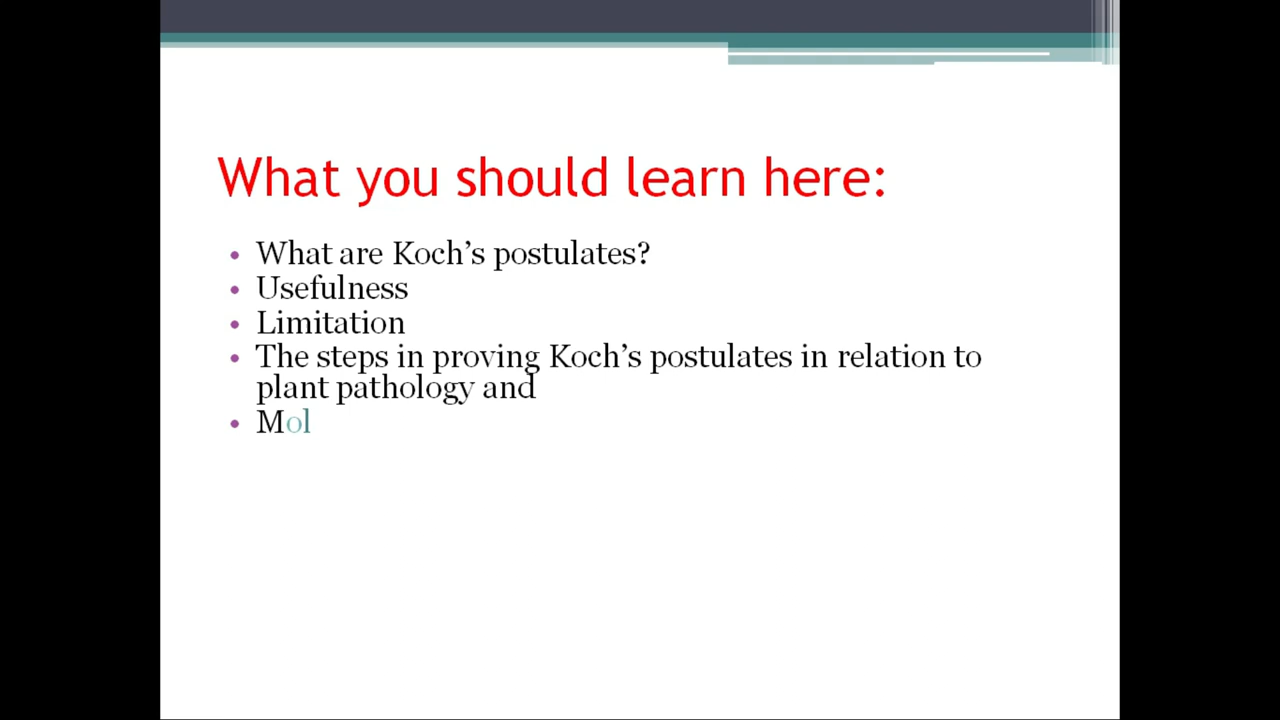 What you should learn here:
• What are Koch's postulates?
• Usefulness
• Limitation
• The steps in proving Koch's postulates in relation to
plant pathology and
• Mol